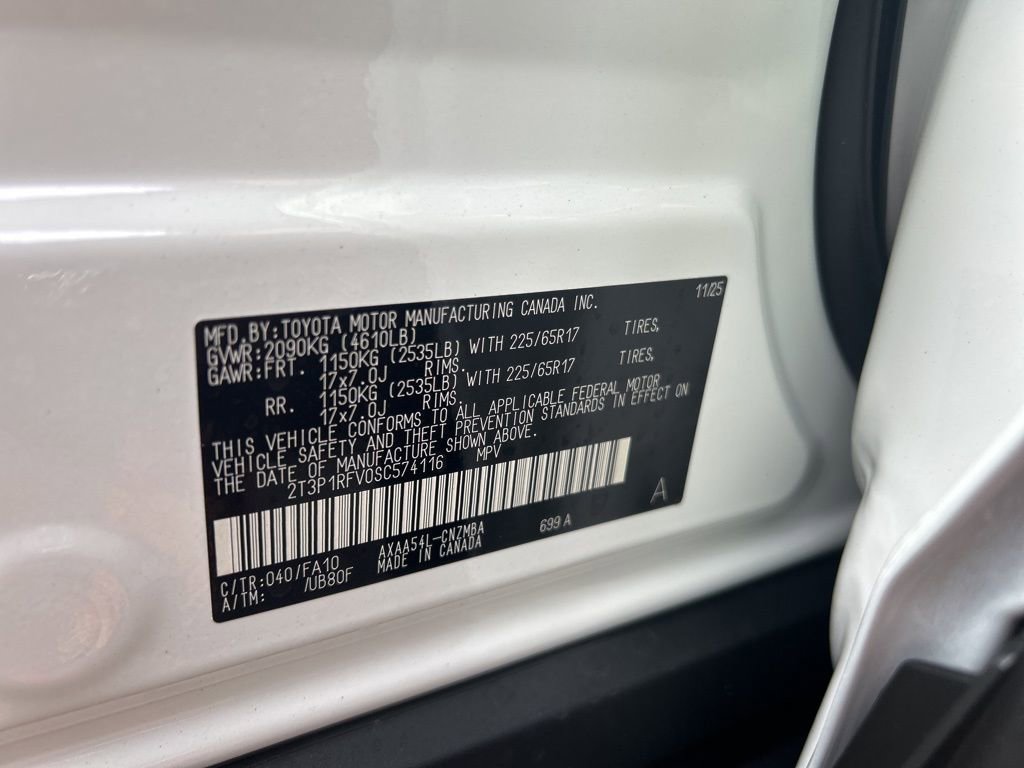 11/25
MFD.BY:TOYOTA MOTOR MANUFACTURING CANADA INC.
GVWR:2090KG (4610LB)
GAWR:FRT. 1150KG (2535LB) WITH 225/65R17 TIRES,
17x7.0J RIMS.
RR. 1150KG (2535LB) WITH 225/65R17 TIRES,
17x7.0J RIMS.
THIS VEHICLE CONFORMS TO ALL APPLICABLE FEDERAL MOTOR
VEHICLE SAFETY AND THEFT PREVENTION STANDARDS IN EFFECT ON
THE DATE OF MANUFACTURE SHOWN ABOVE.
2T3P1RFV0SC574116 MPV
A
C/TR:040/FA10 AXAA54L-CNZMBA 699A
A/TM: /UB80F MADE IN CANADA